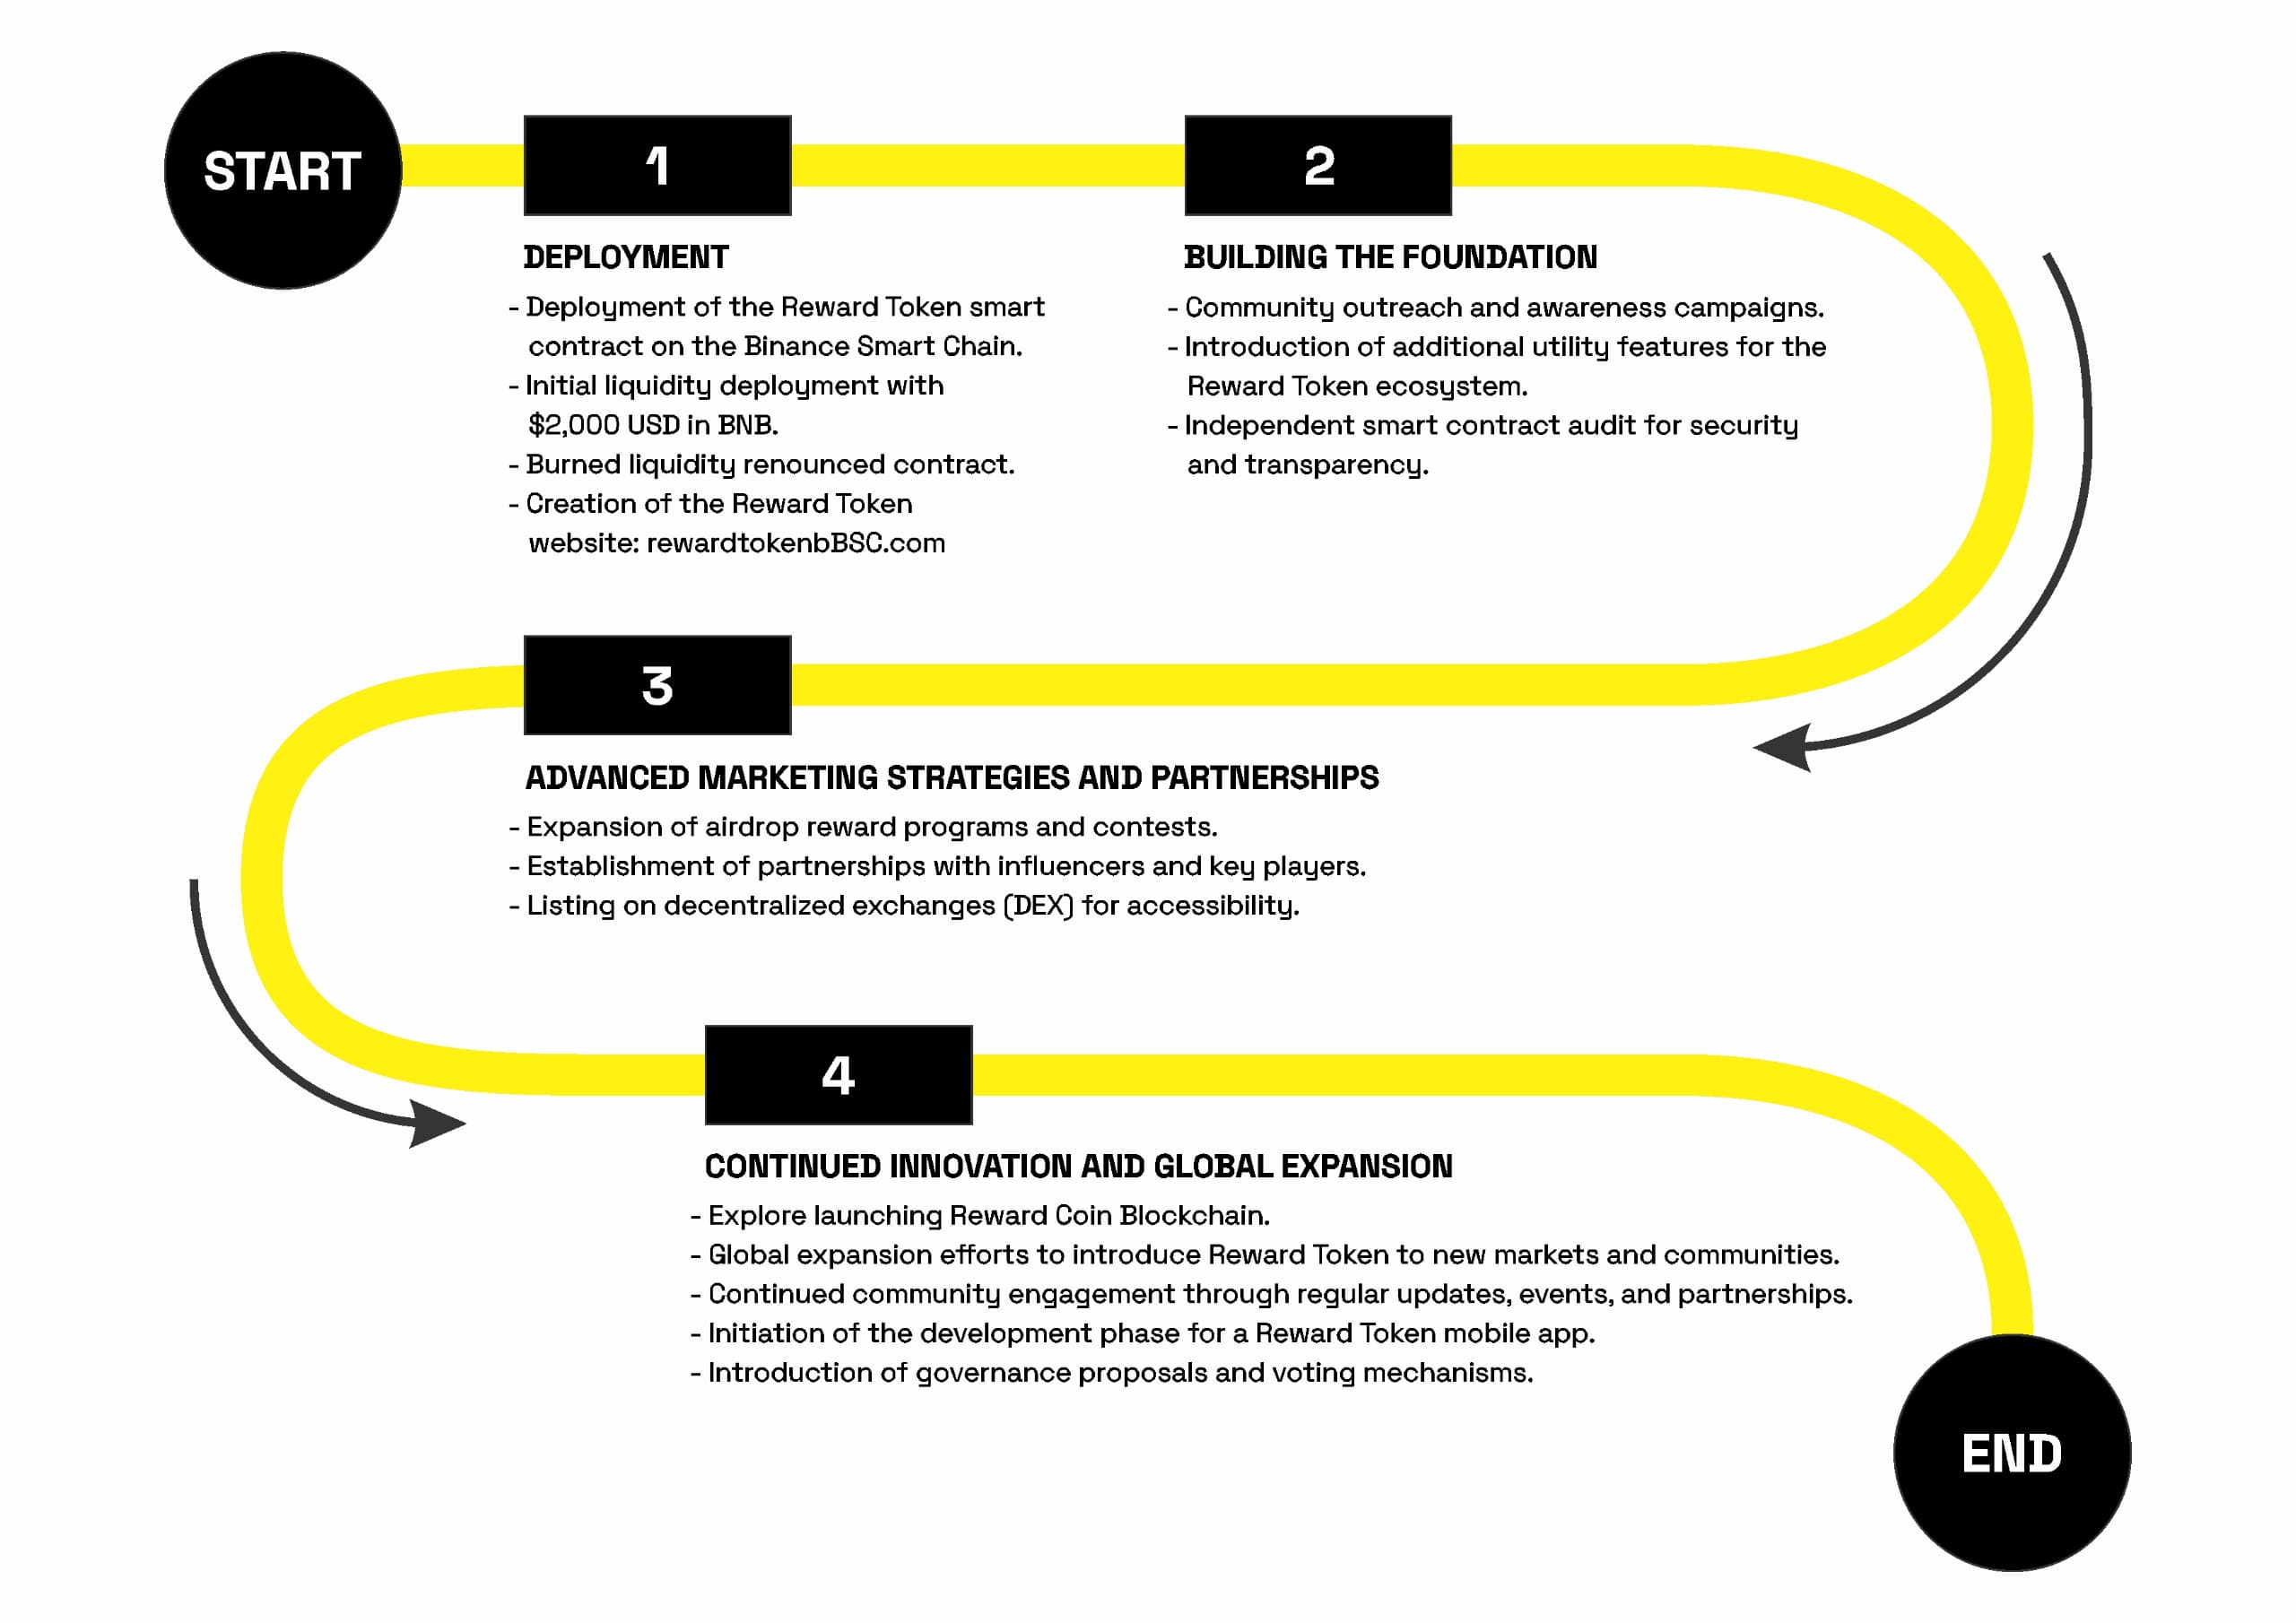 START
1
DEPLOYMENT
- Deployment of the Reward Token smart
contract on the Binance Smart Chain.
- Initial liquidity deployment with
$2,000 USD in BNB.
- Burned liquidity renounced contract.
- Creation of the Reward Token
website: rewardtokenbBSC.com
2
BUILDING THE FOUNDATION
- Community outreach and awareness campaigns.
- Introduction of additional utility features for the
Reward Token ecosystem.
- Independent smart contract audit for security
and transparency.
3
ADVANCED MARKETING STRATEGIES AND PARTNERSHIPS
- Expansion of airdrop reward programs and contests.
- Establishment of partnerships with influencers and key players.
- Listing on decentralized exchanges (DEX) for accessibility.
4
CONTINUED INNOVATION AND GLOBAL EXPANSION
- Explore launching Reward Coin Blockchain.
- Global expansion efforts to introduce Reward Token to new markets and communities.
- Continued community engagement through regular updates, events, and partnerships.
- Initiation of the development phase for a Reward Token mobile app.
- Introduction of governance proposals and voting mechanisms.
END